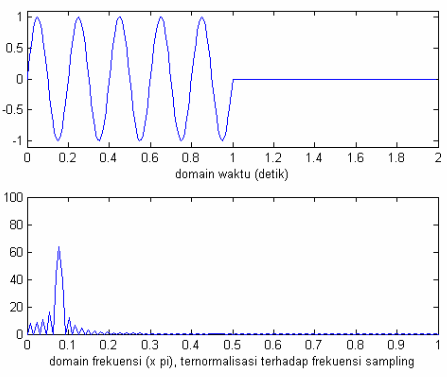 1
0.5
0
-0.5
-1
0 0.2 0.4 0.6 0.8 1 1.2 1.4 1.6 1.8 2
domain waktu (detik)
100
80
60
40
20
0
0 0.1 0.2 0.3 0.4 0.5 0.6 0.7 0.8 0.9 1
domain frekuensi (x pi), ternormalisasi terhadap frekuensi sampling